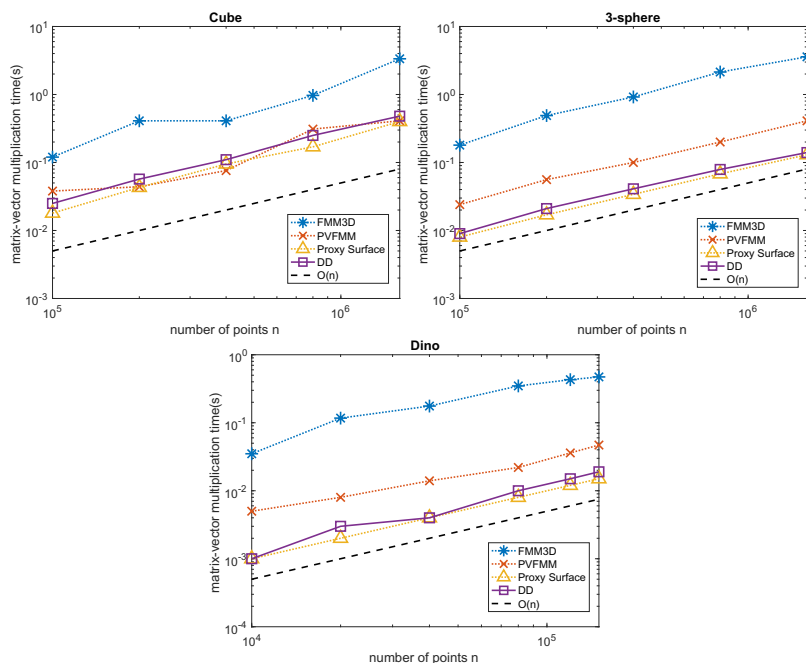 Cube
10^1
10^0
10^-1
10^-2
10^-3
matrix-vector multiplication time(s)
FMM3D
PVFMM
Proxy Surface
DD
O(n)
10^5
10^6
number of points n
3-sphere
10^1
10^0
10^-1
10^-2
10^-3
matrix-vector multiplication time(s)
FMM3D
PVFMM
Proxy Surface
DD
O(n)
10^5
10^6
number of points n
Dino
10^0
10^-1
10^-2
10^-3
10^-4
matrix-vector multiplication time(s)
FMM3D
PVFMM
Proxy Surface
DD
O(n)
10^4
10^5
number of points n